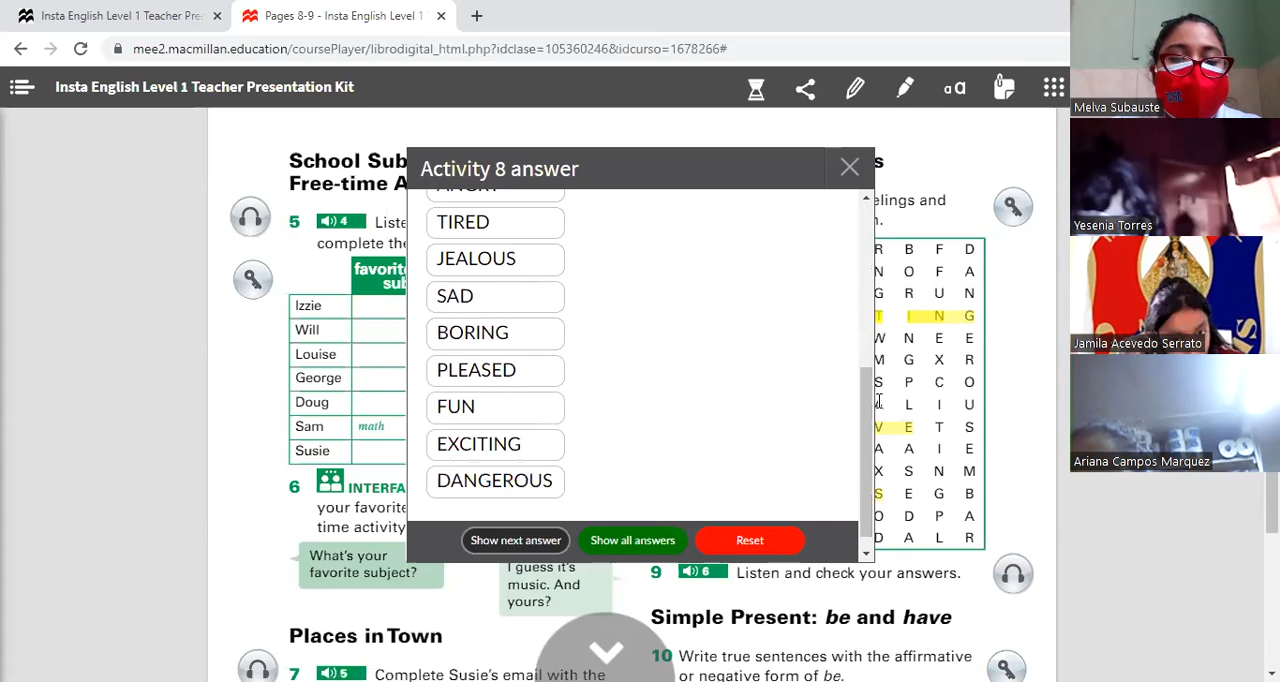 Insta English Level 1 Teacher Pre
Pages 8-9 - Insta English Level 1
mee2.macmillan.education/coursePlayer/librodigital_html.php?idclase=105360246&idcurso=1678266#
Insta English Level 1 Teacher Presentation Kit
aa
School Sub
Free-time A
5 4 Liste
complete the
favorit
sub
Izzie
Will
Louise
George
Doug
Sam math
Susie
6 INTERFA
your favorite
time activity
What's your
favorite subject?
I guess it's
music. And
yours?
Places in Town
7 5 Complete Susie's email with the
Activity 8 answer
ANGRY
TIRED
JEALOUS
SAD
BORING
PLEASED
FUN
EXCITING
DANGEROUS
Show next answer
Show all answers
Reset
s
elings and
n.
R B F D
N O F A
G R U N
T I N G
W N E E
M G X R
S P C O
L I U
V E T S
A A I E
X S N M
S E G B
O D P A
D A L R
9 6 Listen and check your answers.
Simple Present: be and have
10 Write true sentences with the affirmative
or negative form of be.
Melva Subauste
Yesenia Torres
Jamila Acevedo Serrato
Ariana Campos Marquez